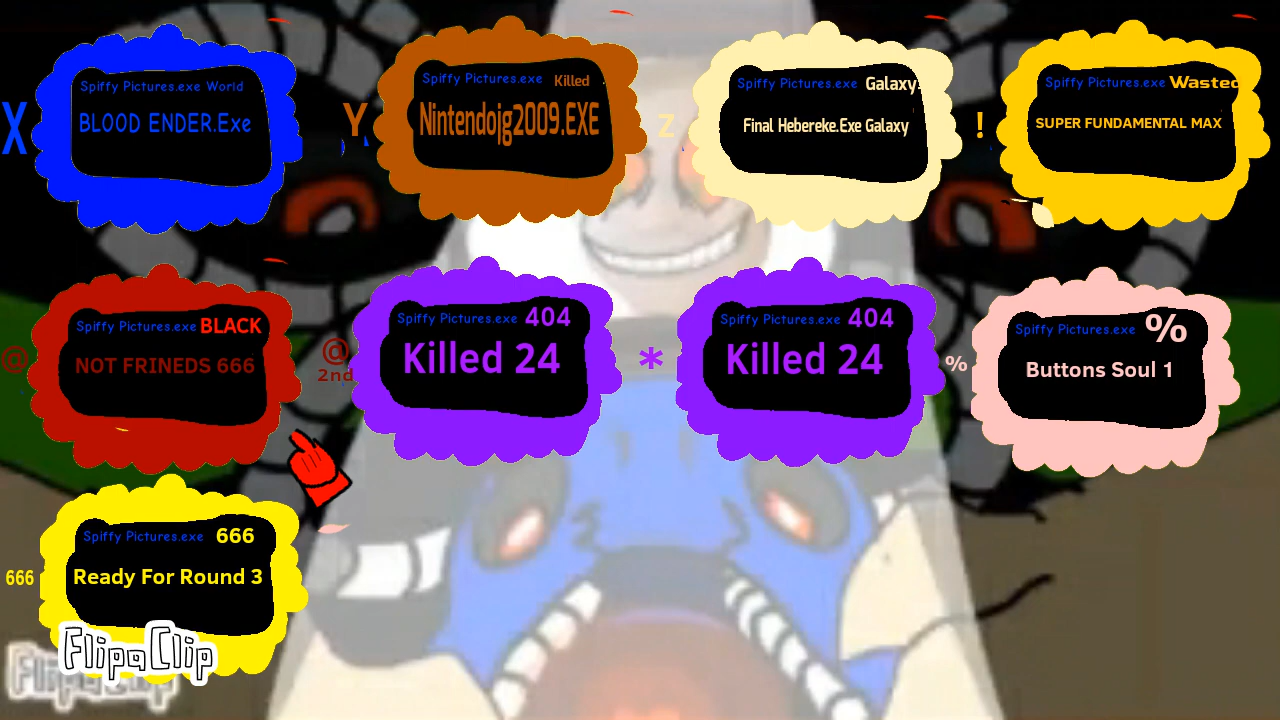 X
Spiffy Pictures.exe World
BLOOD ENDER.Exe
Y
Spiffy Pictures.exe Killed
Nintendojg2009.EXE
Z
Spiffy Pictures.exe Galaxy.
Final Hebereke.Exe Galaxy
!
Spiffy Pictures.exe Wasted
SUPER FUNDAMENTAL MAX
@
Spiffy Pictures.exe BLACK
NOT FRINEDS 666
@
2nd
Spiffy Pictures.exe 404
Killed 24
*
Spiffy Pictures.exe 404
Killed 24
%
Spiffy Pictures.exe %
Buttons Soul 1
666
Spiffy Pictures.exe 666
Ready For Round 3
FlipaClip
FlipaClip